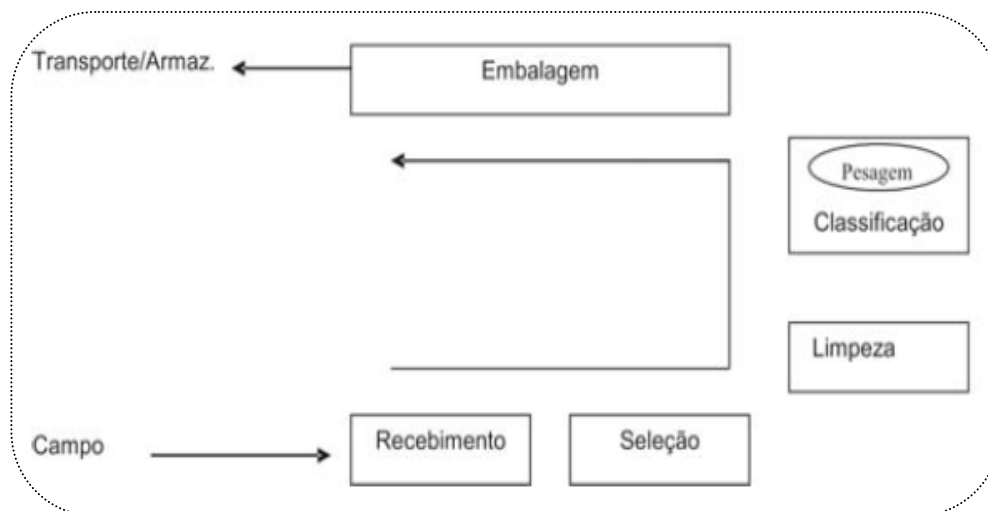 Transporte/Armaz.
Embalagem
Pesagem
Classificação
Limpeza
Campo
Recebimento
Seleção